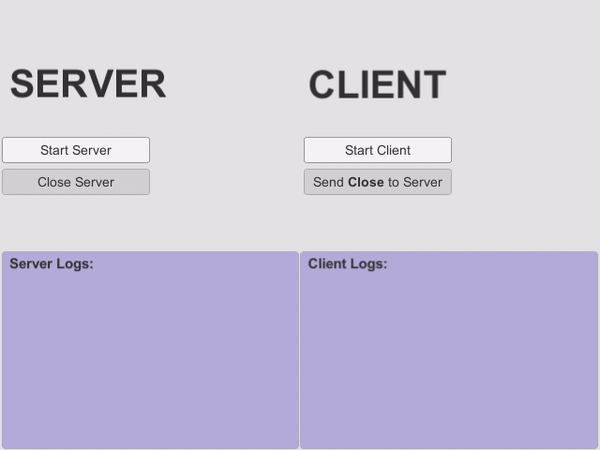 SERVER
Start Server
Close Server
CLIENT
Start Client
Send Close to Server
Server Logs:
Client Logs: